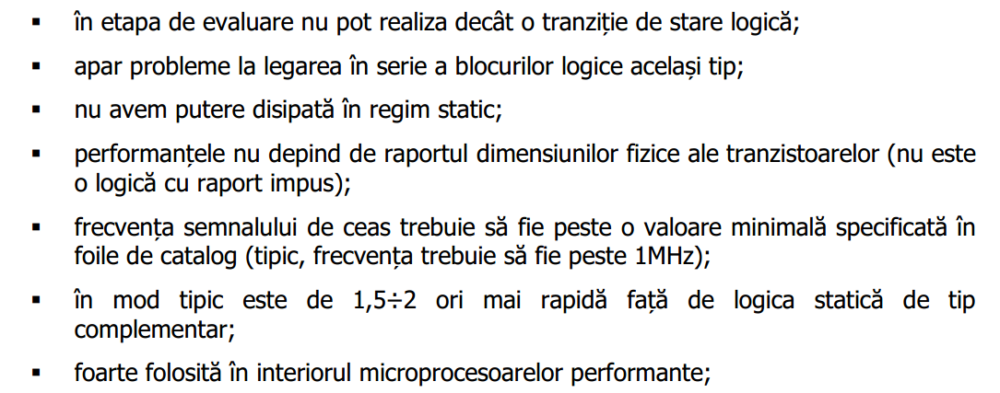 ▪ în etapa de evaluare nu pot realiza decât o tranziție de stare logică;
▪ apar probleme la legarea în serie a blocurilor logice același tip;
▪ nu avem putere disipată în regim static;
▪ performanțele nu depind de raportul dimensiunilor fizice ale tranzistoarelor (nu este
o logică cu raport impus);
▪ frecvența semnalului de ceas trebuie să fie peste o valoare minimală specificată în
foile de catalog (tipic, frecvența trebuie să fie peste 1MHz);
▪ în mod tipic este de 1,5÷2 ori mai rapidă față de logica statică de tip
complementar;
▪ foarte folosită în interiorul microprocesoarelor performante;